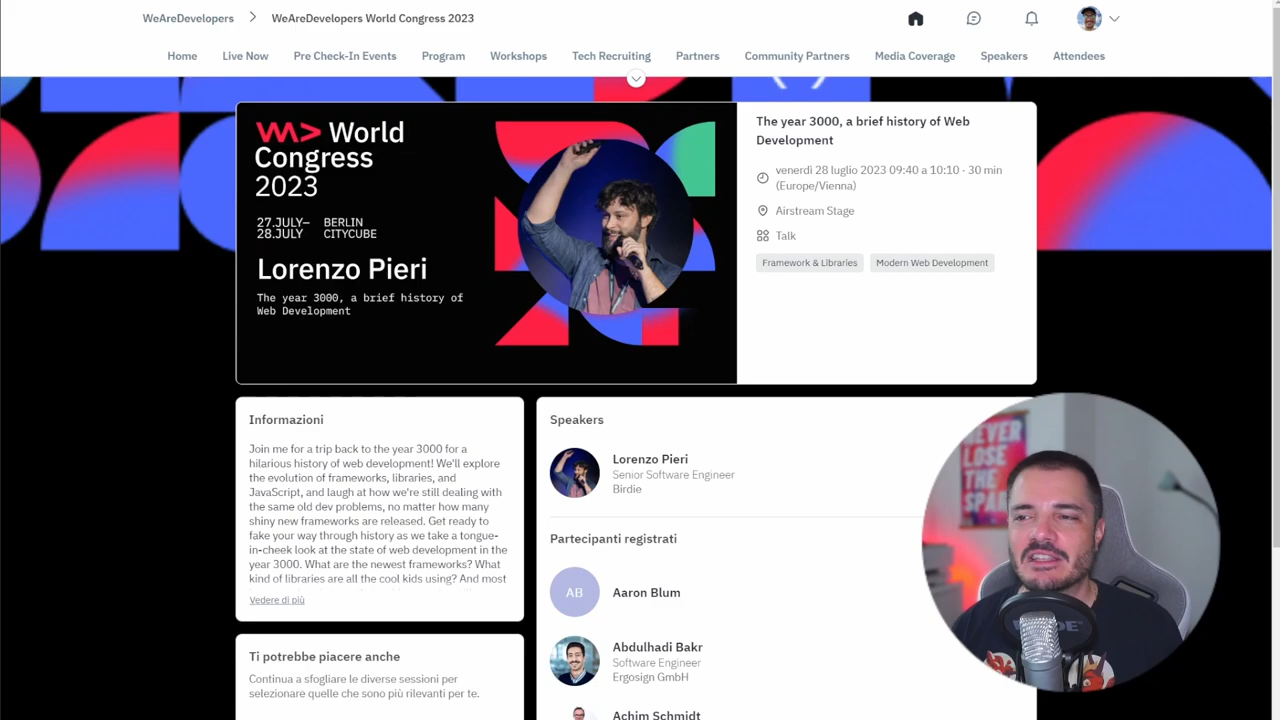 WeAreDevelopers
WeAreDevelopers World Congress 2023
Home
Live Now
Pre Check-In Events
Program
Workshops
Tech Recruiting
Partners
Community Partners
Media Coverage
Speakers
Attendees
World
Congress
2023
27.JULY–
28.JULY
BERLIN
CITYCUBE
Lorenzo Pieri
The year 3000, a brief history of
Web Development
The year 3000, a brief history of Web
Development
venerdì 28 luglio 2023 09:40 a 10:10 · 30 min
(Europe/Vienna)
Airstream Stage
Talk
Framework & Libraries
Modern Web Development
Informazioni
Join me for a trip back to the year 3000 for a
hilarious history of web development! We'll explore
the evolution of frameworks, libraries, and
JavaScript, and laugh at how we're still dealing with
the same old dev problems, no matter how many
shiny new frameworks are released. Get ready to
fake your way through history as we take a tongue-
in-cheek look at the state of web development in the
year 3000. What are the newest frameworks? What
kind of libraries are all the cool kids using? And most
Vedere di più
Ti potrebbe piacere anche
Continua a sfogliare le diverse sessioni per
selezionare quelle che sono più rilevanti per te.
Speakers
Lorenzo Pieri
Senior Software Engineer
Birdie
Partecipanti registrati
AB
Aaron Blum
Abdulhadi Bakr
Software Engineer
Ergosign GmbH
Achim Schmidt
NEVER
LOSE
THE